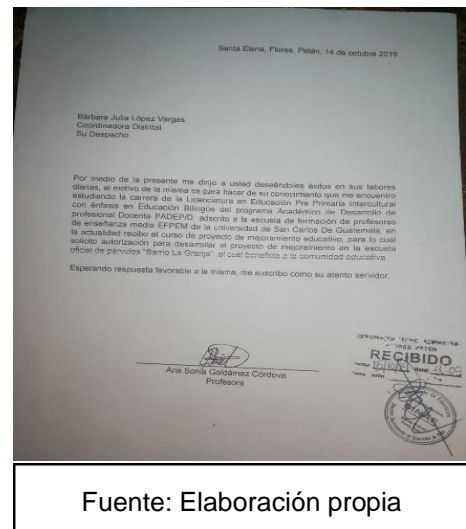 Santa Elena, Flores, Petén, 14 de octubre 2019
Bárbara Julia López Vargas
Coordinadora Distrital
Su Despacho
Por medio de la presente me dirijo a usted deseándoles éxitos en sus labores
diarias, el motivo de la misma es para hacer de su conocimiento que me encuentro
estudiando la carrera de la Licenciatura en Educación Pre Primaria Intercultural
con énfasis en Educación Bilingüe del programa Académico de Desarrollo de
profesional Docente PADEP/D adscrito a la escuela de formación de profesores
de enseñanza media EFPEM de la universidad de San Carlos De Guatemala, en
la actualidad recibo el curso de proyecto de mejoramiento educativo, para lo cual
solicito autorización para desarrollar el proyecto de mejoramiento en la escuela
oficial de párvulos "Barrio La Granja", el cual beneficia a la comunidad educativa.
Esperando respuesta favorable a la misma, me suscribo como su atento servidor.
Ana Sonia Galdámez Córdova
Profesora
RECIBIDO
Fuente: Elaboración propia